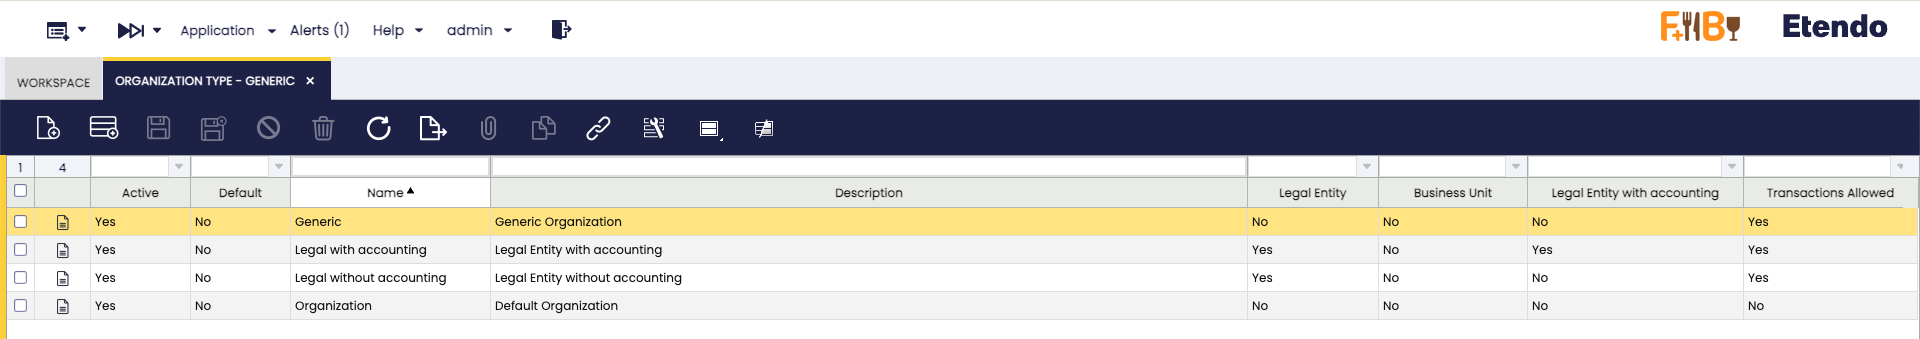 Application Alerts (1) Help admin F+B Etendo
WORKSPACE ORGANIZATION TYPE - GENERIC ×
1 4
Active Default Name Description Legal Entity Business Unit Legal Entity with accounting Transactions Allowed
Yes No Generic Generic Organization No No No Yes
Yes No Legal with accounting Legal Entity with accounting Yes No Yes Yes
Yes No Legal without accounting Legal Entity without accounting Yes No No Yes
Yes No Organization Default Organization No No No No